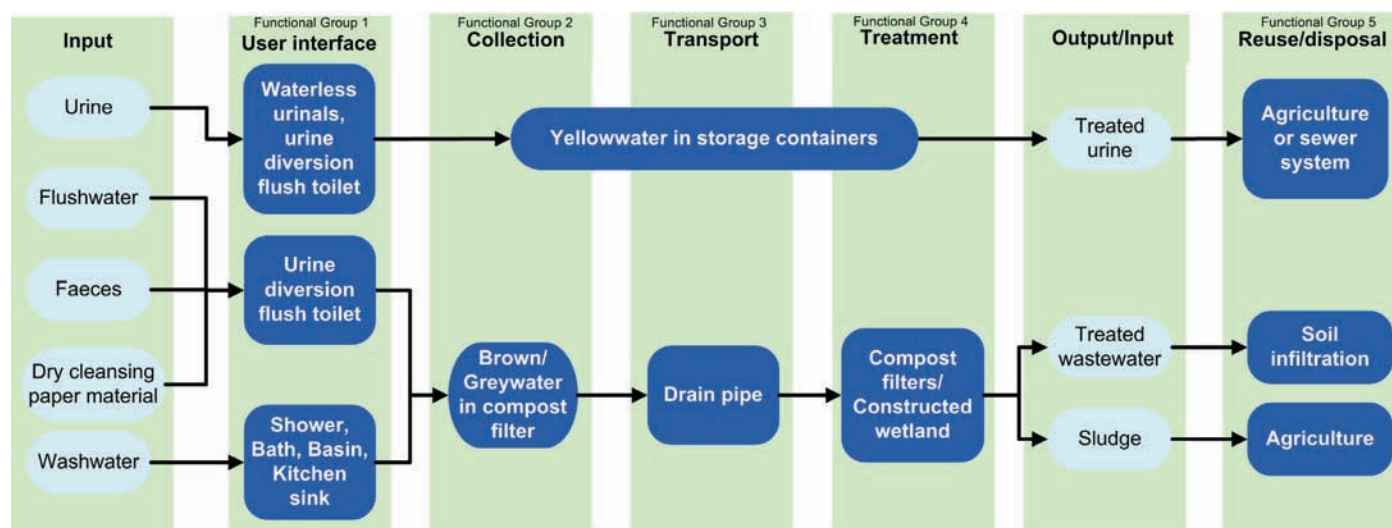 Input
Functional Group 1
User interface
Functional Group 2
Collection
Functional Group 3
Transport
Functional Group 4
Treatment
Output/Input
Functional Group 5
Reuse/disposal
Urine
Waterless
urinals,
urine
diversion
flush toilet
Yellowwater in storage containers
Treated
urine
Agriculture
or sewer
system
Flushwater
Faeces
Dry cleansing
paper material
Urine
diversion
flush toilet
Washwater
Shower,
Bath, Basin,
Kitchen
sink
Brown/
Greywater
in compost
filter
Drain pipe
Compost
filters/
Constructed
wetland
Treated
wastewater
Soil
infiltration
Sludge
Agriculture